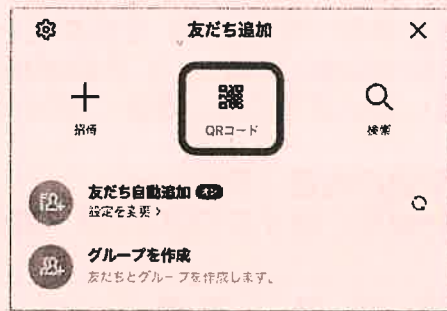 友だち追加
招待
QRコード
検索
友だち自動追加 オン
設定を変更 >
グループを作成
友だちとグループを作成します。